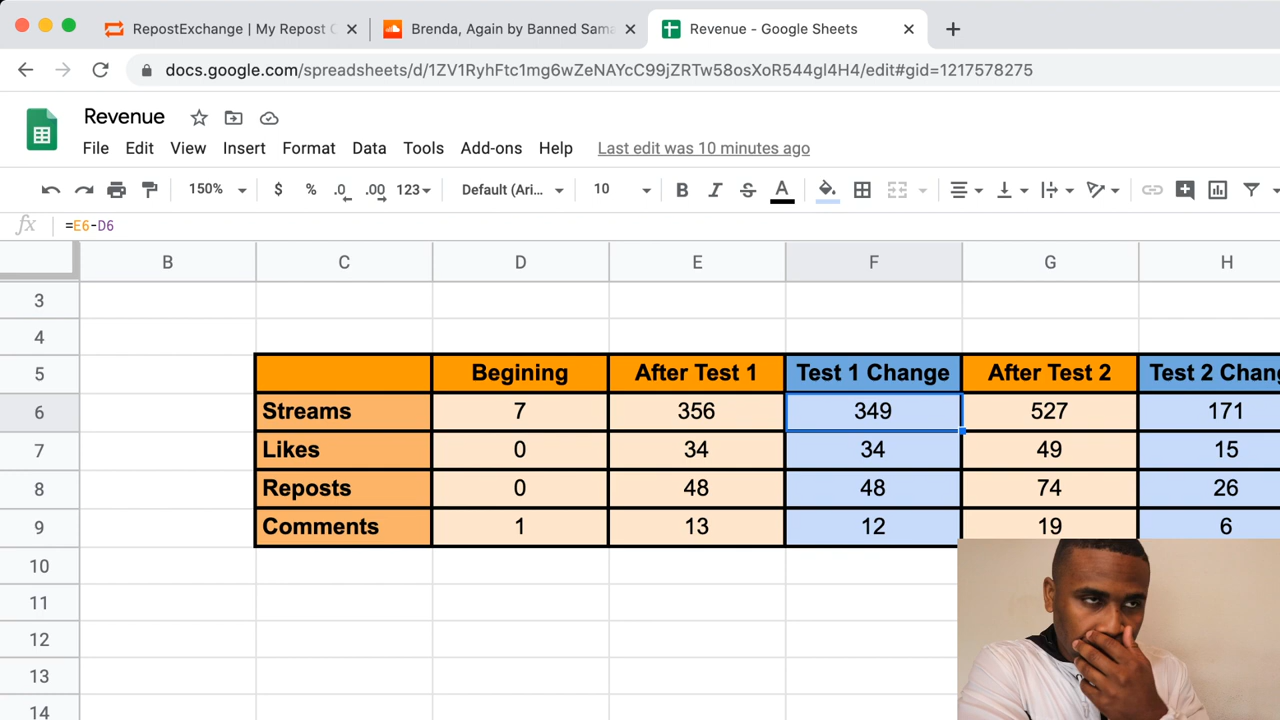 RepostExchange | My Repost C
Brenda, Again by Banned Sama
Revenue - Google Sheets
docs.google.com/spreadsheets/d/1ZV1RyhFtc1mg6wZeNAYcC99jZRTw58osXoR544gl4H4/edit#gid=1217578275
Revenue
File Edit View Insert Format Data Tools Add-ons Help Last edit was 10 minutes ago
150% $ % .0 .00 123 Default (Ari... 10 B I S A
fx =E6-D6
B C D E F G H
3
4
5 Begining After Test 1 Test 1 Change After Test 2 Test 2 Chang
6 Streams 7 356 349 527 171
7 Likes 0 34 34 49 15
8 Reposts 0 48 48 74 26
9 Comments 1 13 12 19 6
10
11
12
13
14